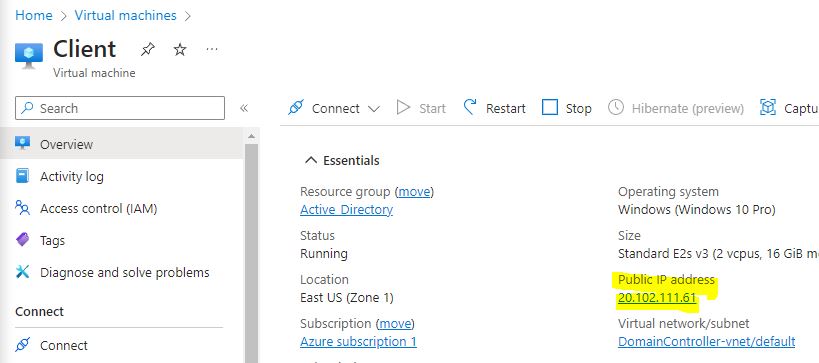 Home > Virtual machines >
Client
Virtual machine
Search
Overview
Activity log
Access control (IAM)
Tags
Diagnose and solve problems
Connect
Connect
Connect Start Restart Stop Hibernate (preview) Captu
Essentials
Resource group (move)
Active_Directory
Status
Running
Location
East US (Zone 1)
Subscription (move)
Azure subscription 1
Operating system
Windows (Windows 10 Pro)
Size
Standard E2s v3 (2 vcpus, 16 GiB m
Public IP address
20.102.111.61
Virtual network/subnet
DomainController-vnet/default